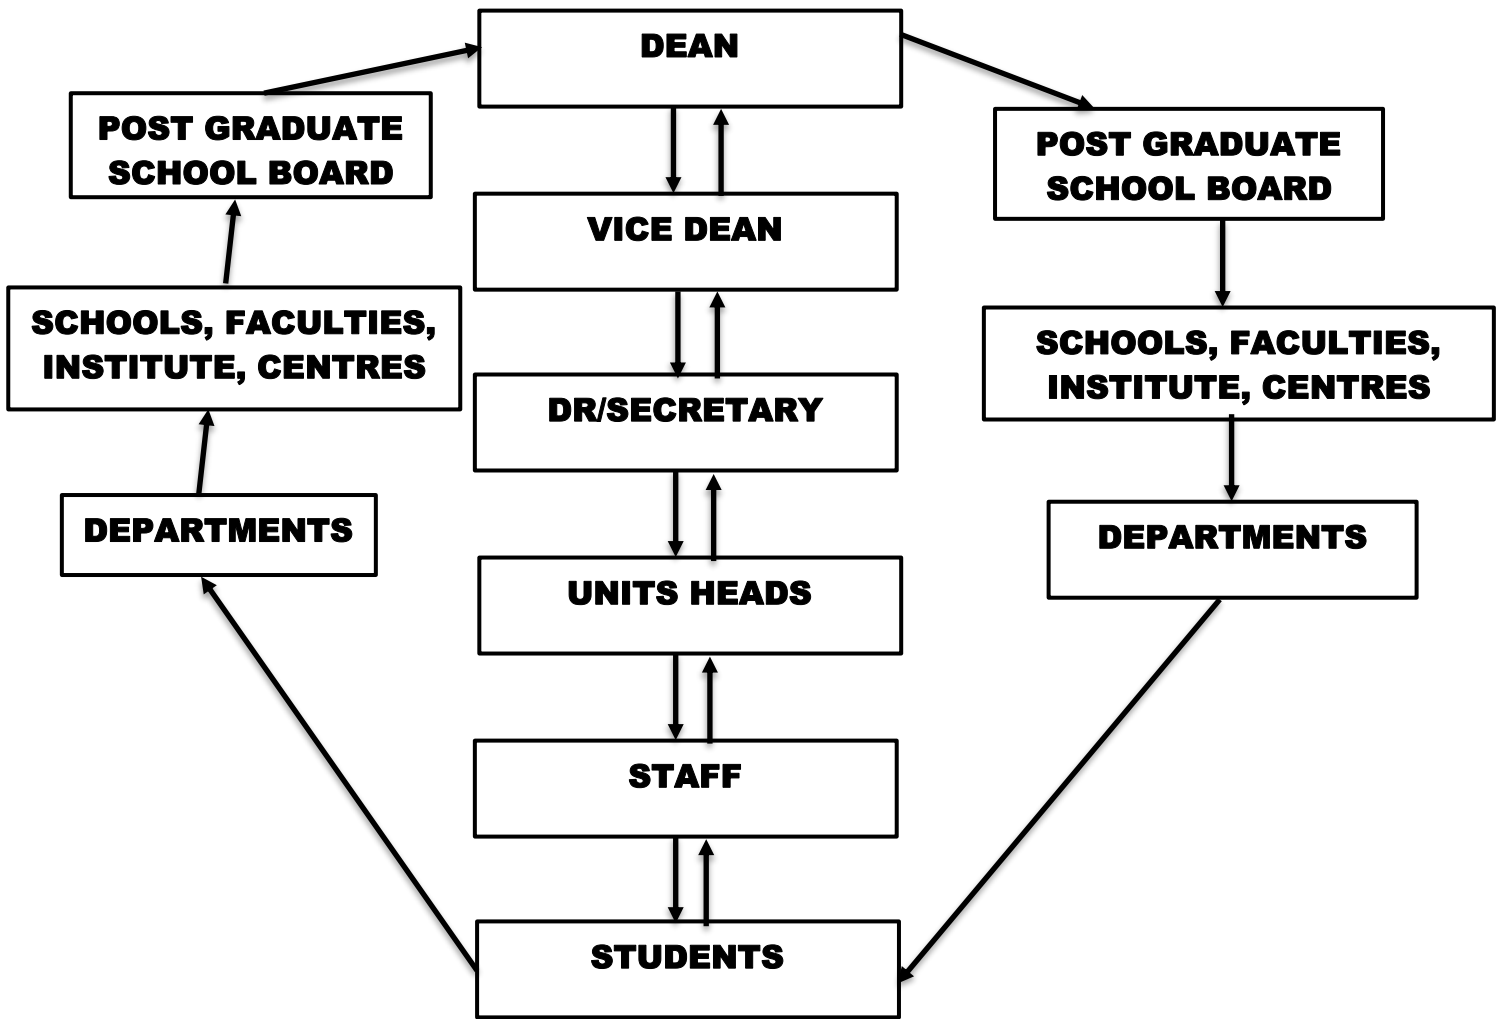 DEAN
POST GRADUATE
SCHOOL BOARD
POST GRADUATE
SCHOOL BOARD
VICE DEAN
SCHOOLS, FACULTIES,
INSTITUTE, CENTRES
SCHOOLS, FACULTIES,
INSTITUTE, CENTRES
DR/SECRETARY
DEPARTMENTS
DEPARTMENTS
UNITS HEADS
STAFF
STUDENTS